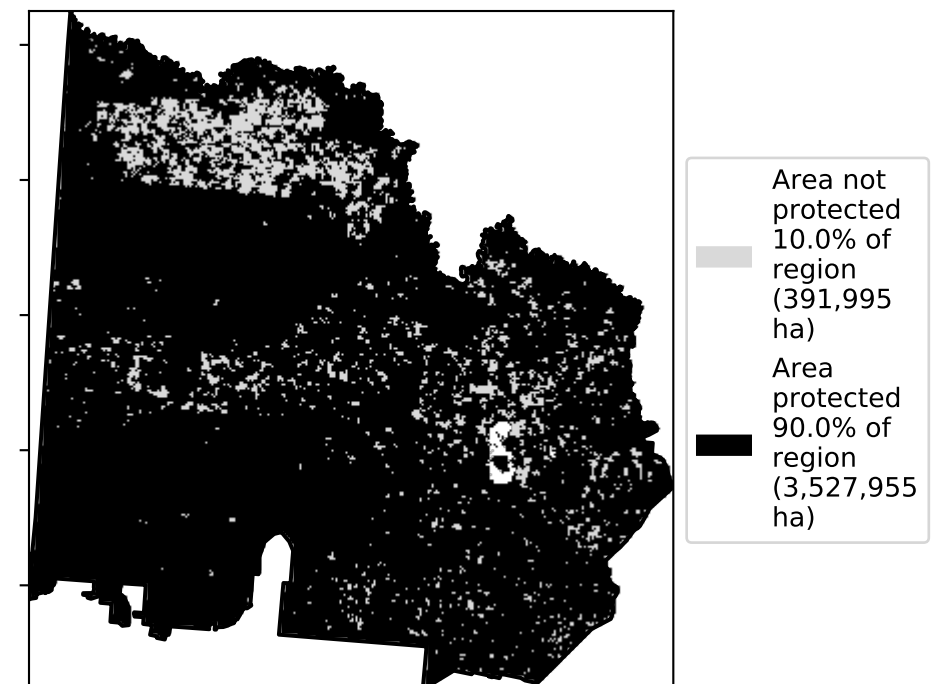 Area not
protected
10.0% of
region
(391,995
ha)
Area
protected
90.0% of
region
(3,527,955
ha)